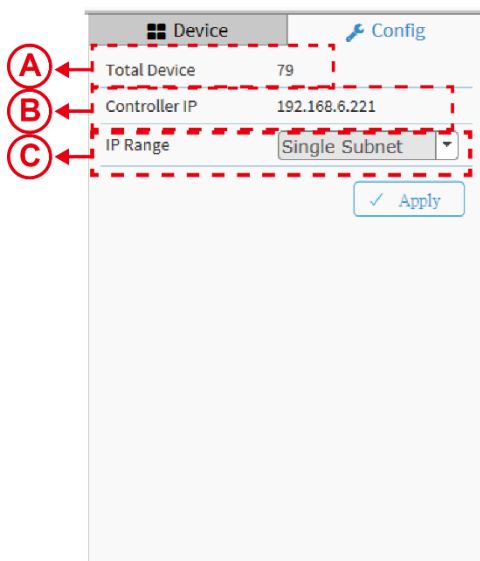 Device Config
A Total Device 79
B Controller IP 192.168.6.221
C IP Range Single Subnet
Apply